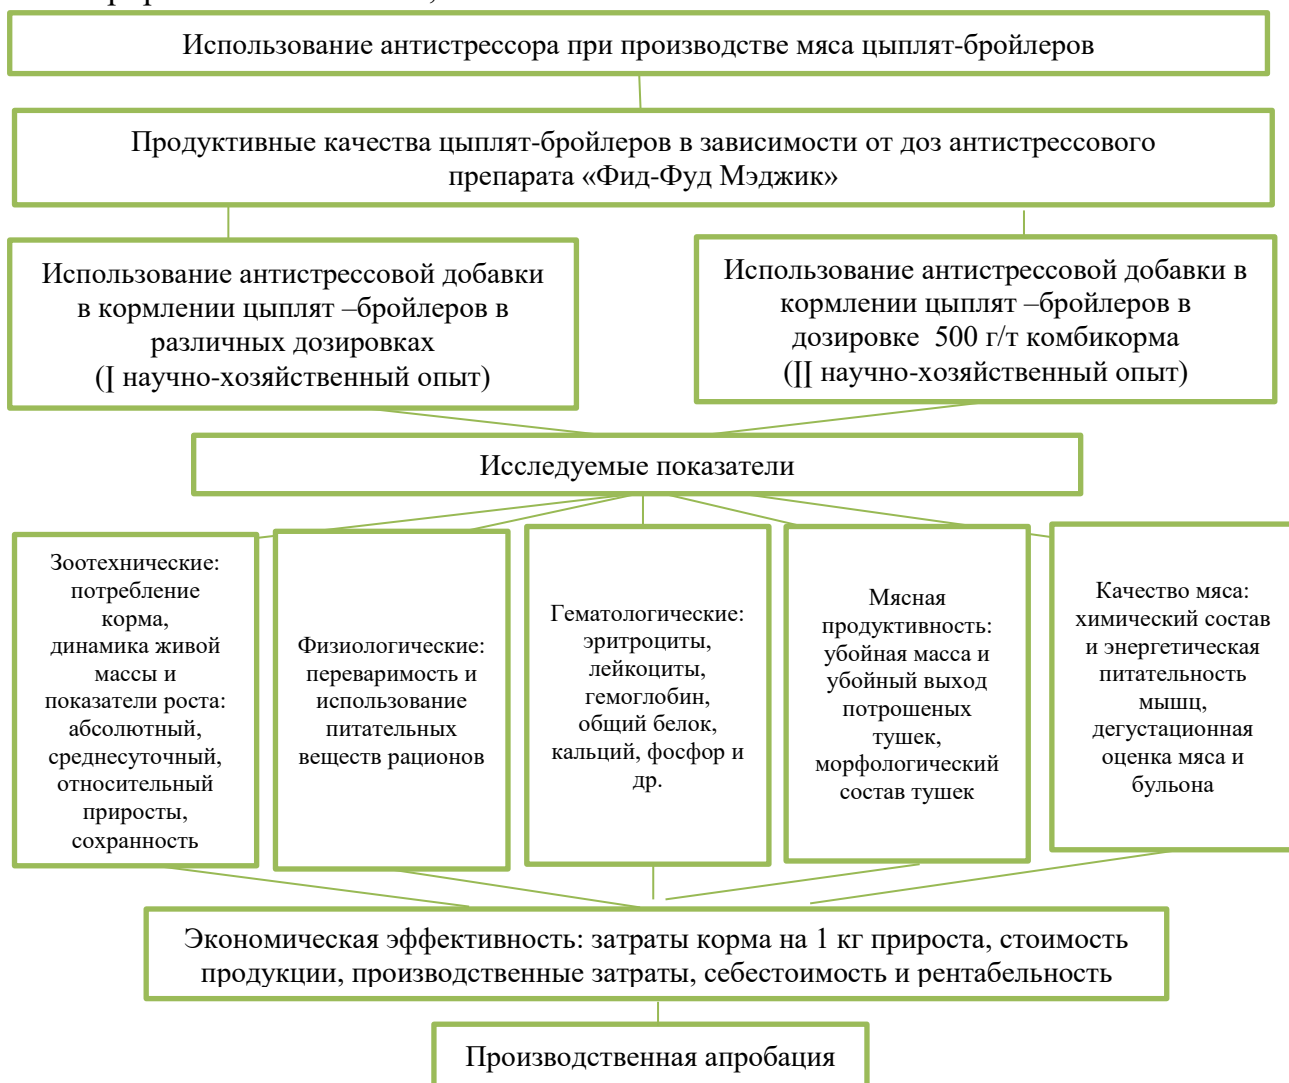 Использование антистрессора при производстве мяса цыплят-бройлеров
Продуктивные качества цыплят-бройлеров в зависимости от доз антистрессового
препарата «Фид-Фуд Мэджик»
Использование антистрессовой добавки
в кормлении цыплят –бройлеров в
различных дозировках
(I научно-хозяйственный опыт)
Использование антистрессовой добавки в
кормлении цыплят –бройлеров в
дозировке 500 г/т комбикорма
(II научно-хозяйственный опыт)
Исследуемые показатели
Зоотехнические:
потребление
корма,
динамика живой
массы и
показатели роста:
абсолютный,
среднесуточный,
относительный
приросты,
сохранность
Физиологические:
переваримость и
использование
питательных
веществ рационов
Гематологические:
эритроциты,
лейкоциты,
гемоглобин,
общий белок,
кальций, фосфор и
др.
Мясная
продуктивность:
убойная масса и
убойный выход
потрошеных
тушек,
морфологический
состав тушек
Качество мяса:
химический состав
и энергетическая
питательность
мышц,
дегустационная
оценка мяса и
бульона
Экономическая эффективность: затраты корма на 1 кг прироста, стоимость
продукции, производственные затраты, себестоимость и рентабельность
Производственная апробация